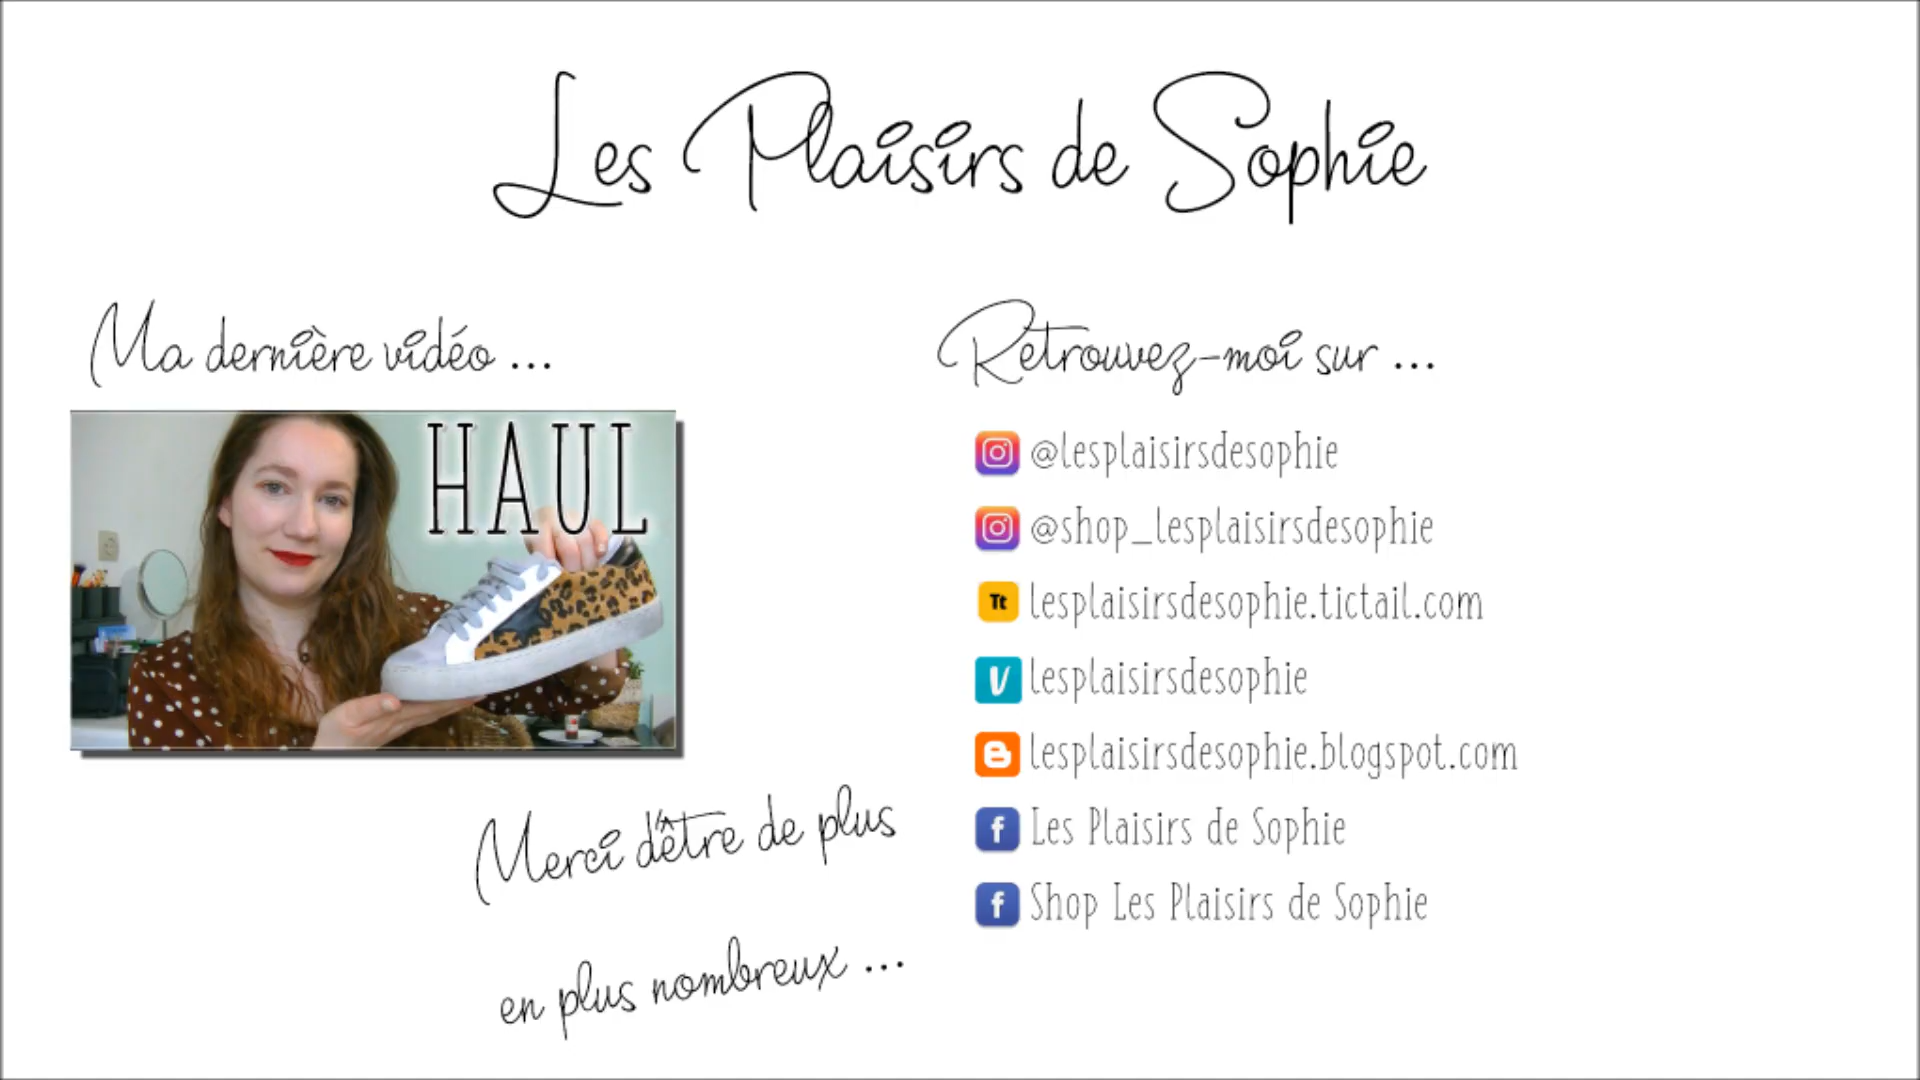 Les Plaisirs de Sophie
Ma dernière vidéo ...
HAUL
Merci d'être de plus
en plus nombreux ...
Retrouvez-moi sur ...
@lesplaisirsdesophie
@shop_lesplaisirsdesophie
Tt lesplaisirsdesophie.tictail.com
V lesplaisirsdesophie
lesplaisirsdesophie.blogspot.com
f Les Plaisirs de Sophie
f Shop Les Plaisirs de Sophie